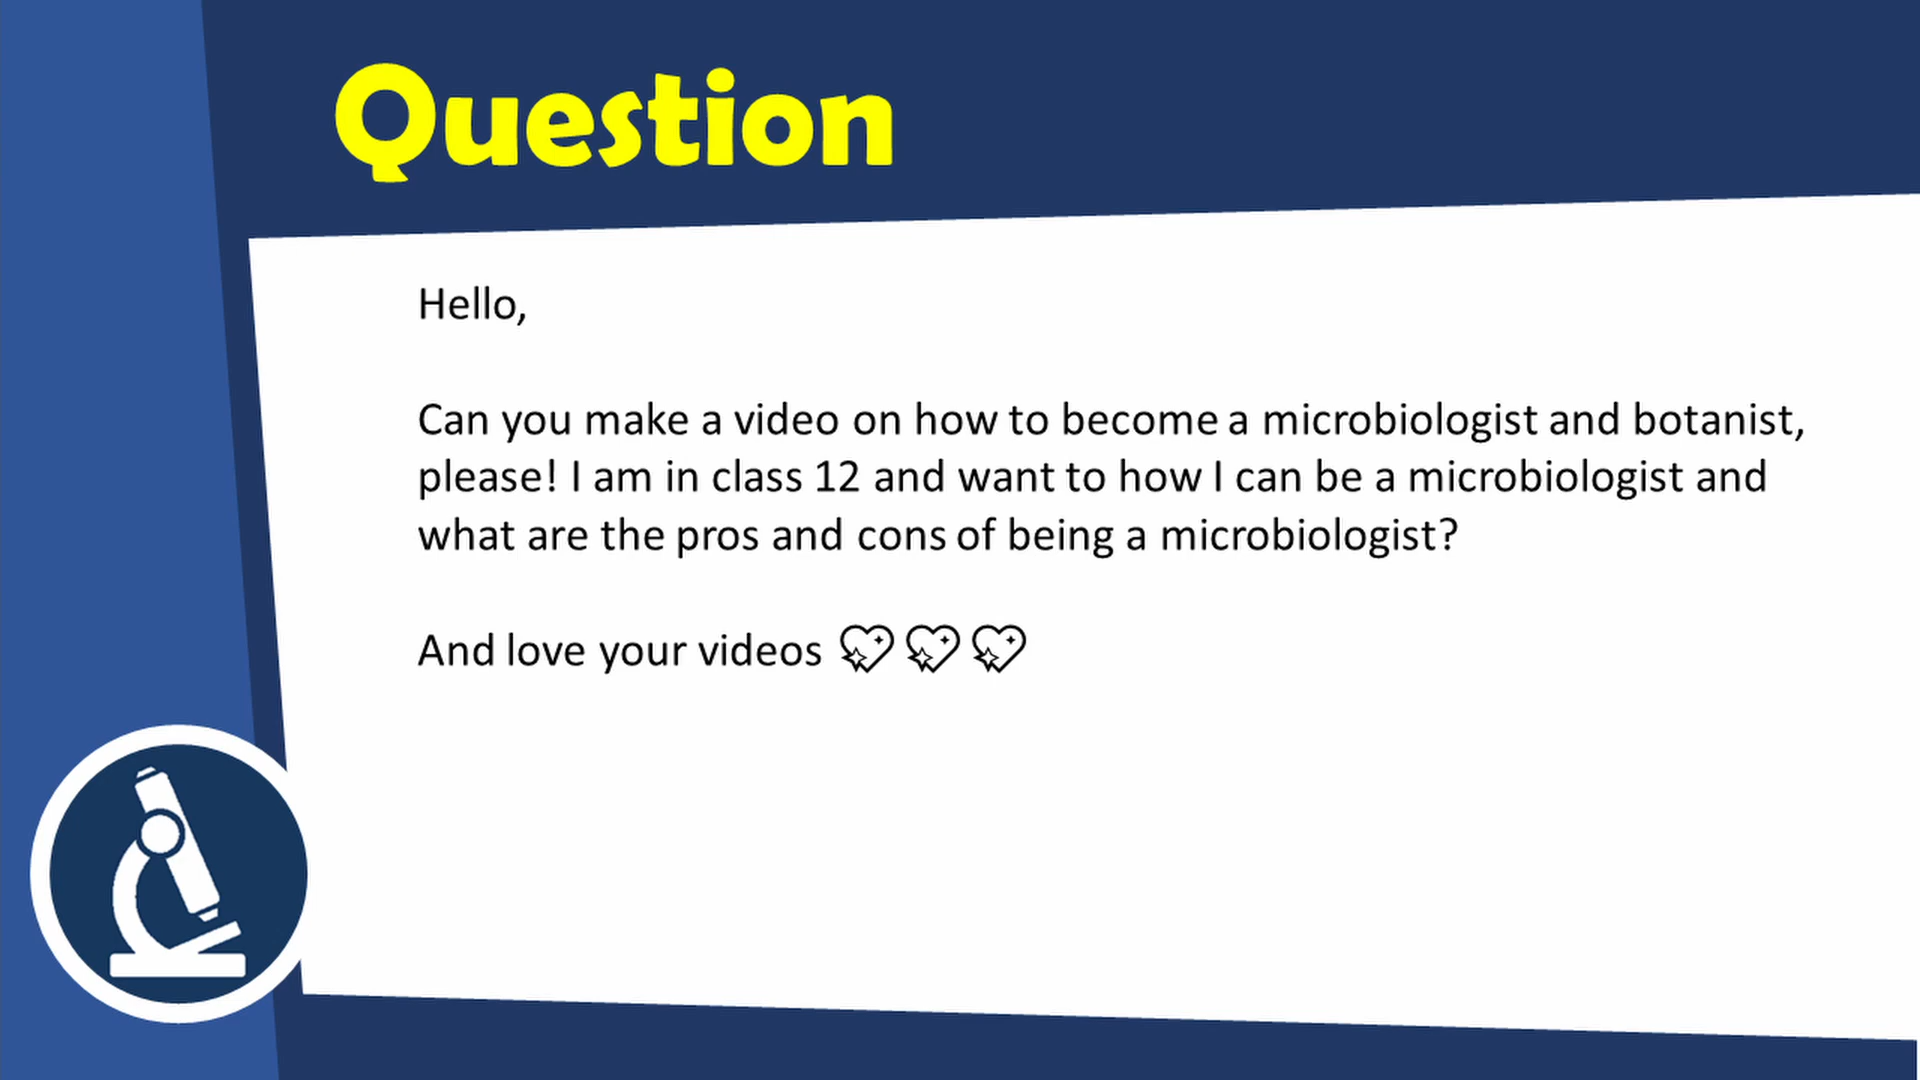 Question
Hello,
Can you make a video on how to become a microbiologist and botanist,
please! I am in class 12 and want to how I can be a microbiologist and
what are the pros and cons of being a microbiologist?
And love your videos 💖💖💖